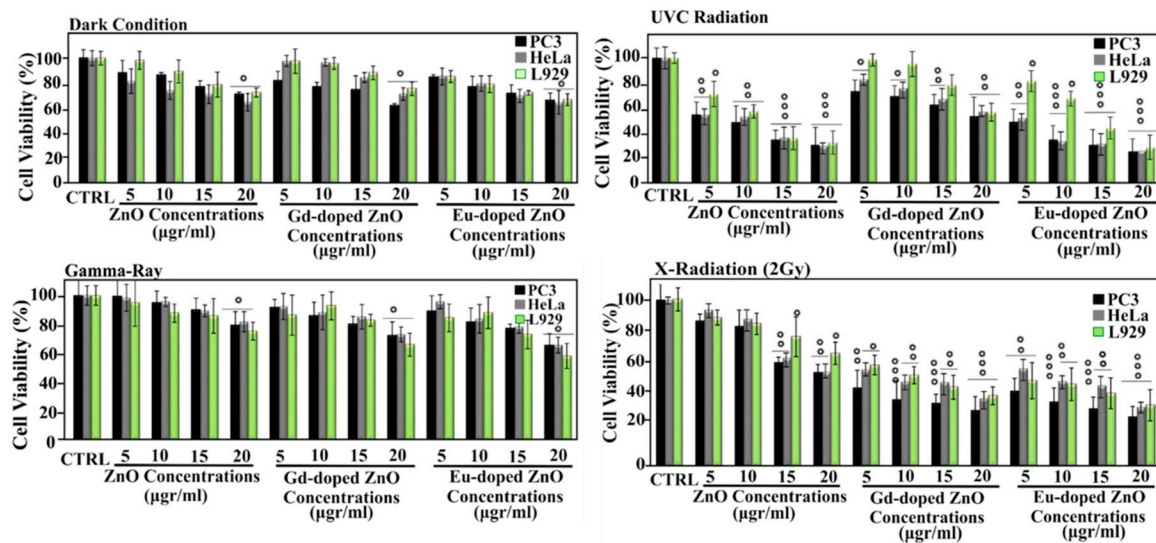 Dark Condition
Cell Viability (%)
100
80
60
40
20
0
PC3
HeLa
L929
CTRL 5 10 15 20 5 10 15 20 5 10 15 20
ZnO Concentrations
(µgr/ml)
Gd-doped ZnO
Concentrations
(µgr/ml)
Eu-doped ZnO
Concentrations
(µgr/ml)
UVC Radiation
Cell Viability (%)
100
80
60
40
20
0
PC3
HeLa
L929
CTRL 5 10 15 20 5 10 15 20 5 10 15 20
ZnO Concentrations
(µgr/ml)
Gd-doped ZnO
Concentrations
(µgr/ml)
Eu-doped ZnO
Concentrations
(µgr/ml)
Gamma-Ray
Cell Viability (%)
100
80
60
40
20
0
PC3
HeLa
L929
CTRL 5 10 15 20 5 10 15 20 5 10 15 20
ZnO Concentrations
(µgr/ml)
Gd-doped ZnO
Concentrations
(µgr/ml)
Eu-doped ZnO
Concentrations
(µgr/ml)
X-Radiation (2Gy)
Cell Viability (%)
100
80
60
40
20
0
PC3
HeLa
L929
CTRL 5 10 15 20 5 10 15 20 5 10 15 20
ZnO Concentrations
(µgr/ml)
Gd-doped ZnO
Concentrations
(µgr/ml)
Eu-doped ZnO
Concentrations
(µgr/ml)